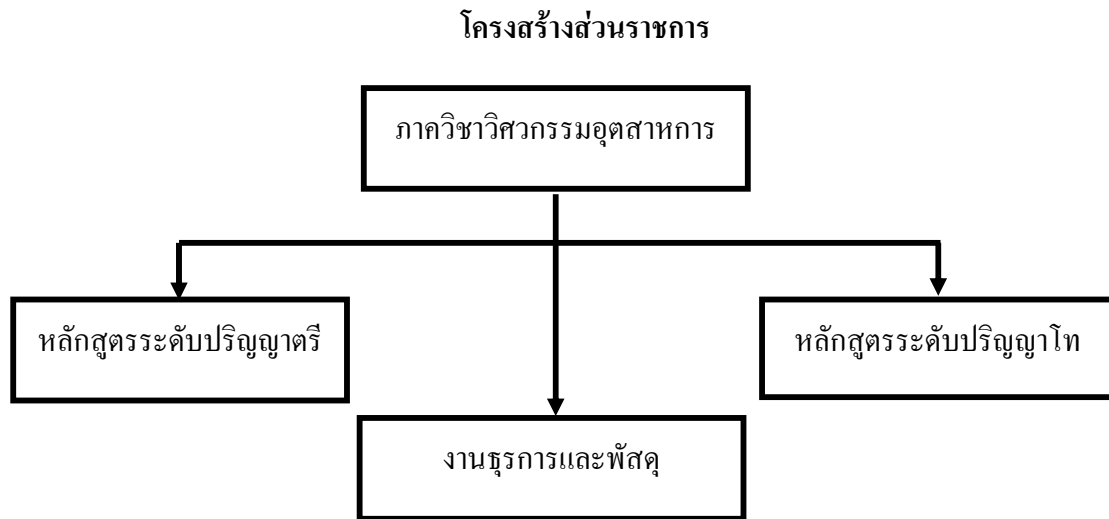 โครงสร้างส่วนราชการ
ภาควิชาวิศวกรรมอุตสาหการ
หลักสูตรระดับปริญญาตรี
หลักสูตรระดับปริญญาโท
งานธุรการและพัสดุ